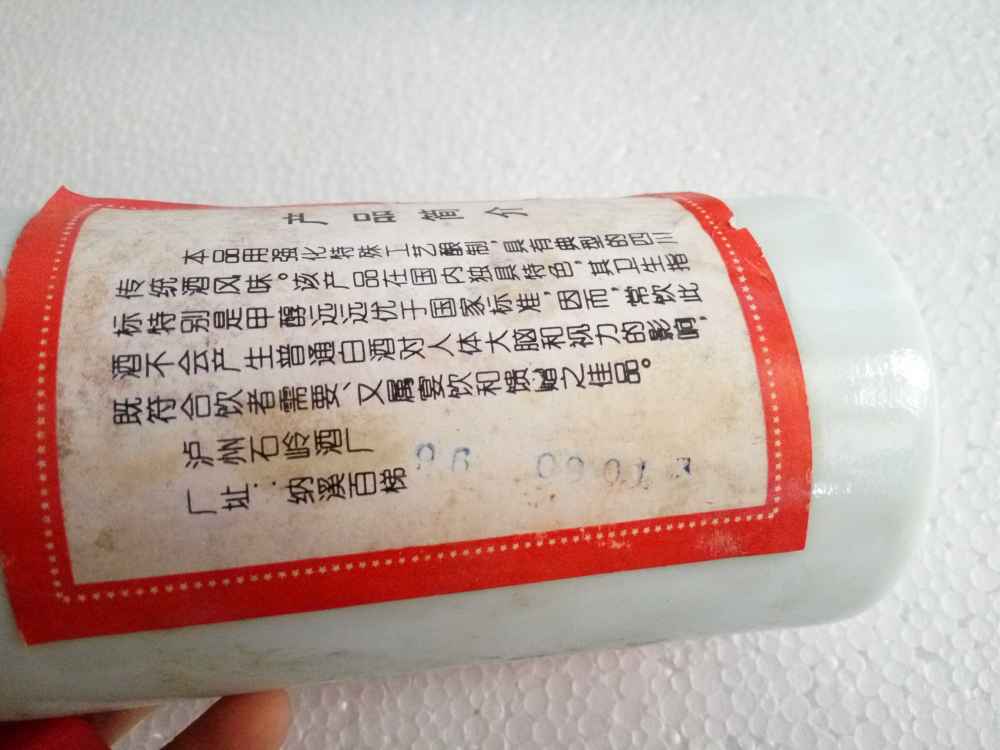 产品简介
本品用强化特殊工艺酿制，具有典型的四川
传统酒风味。该产品在国内独具特色，其卫生指
标特别是甲醇远远优于国家标准，因而，常饮此
酒不会产生普通白酒对人体大脑和视力的影响，
既符合饮者需要、又属宴饮和馈赠之佳品。
泸州石岭酒厂
厂址：纳溪百梯